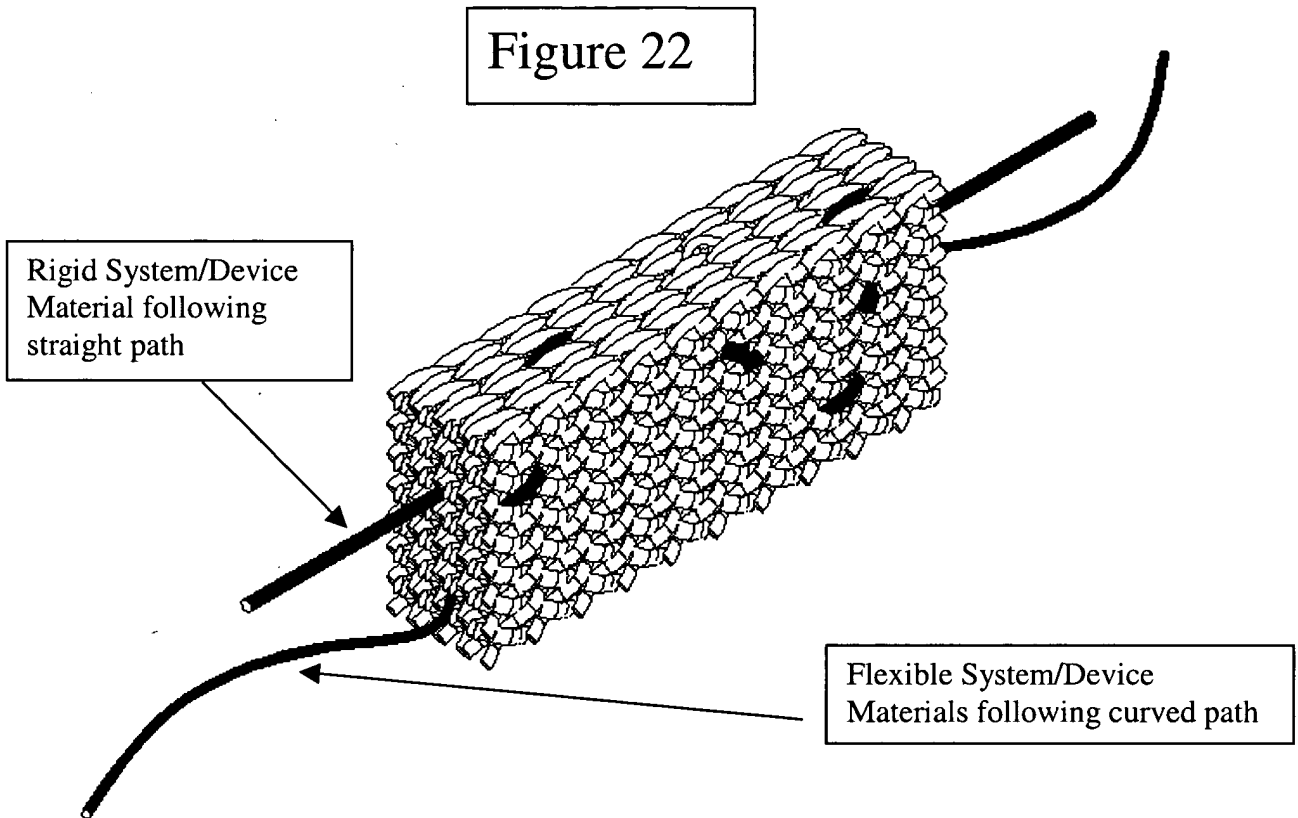 Figure 22
Rigid System/Device
Material following
straight path
Flexible System/Device
Materials following curved path